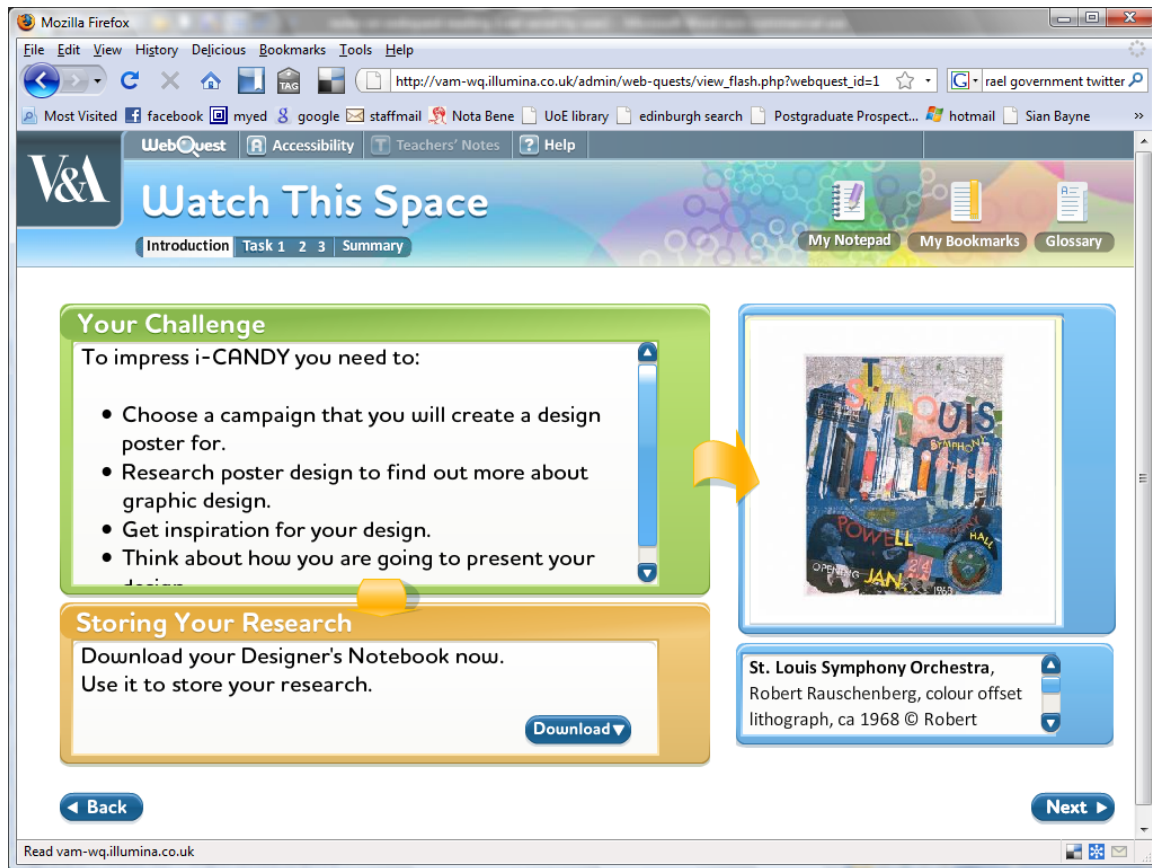 Mozilla Firefox
File Edit View History Delicious Bookmarks Tools Help
TAG
http://vam-wq.illumina.co.uk/admin/web-quests/view_flash.php?webquest_id=1
G
rael government twitter
Most Visited facebook myed google staffmail Nota Bene UoE library edinburgh search Postgraduate Prospect... hotmail Sian Bayne »
V&A
WebQuest Accessibility Teachers' Notes Help
Watch This Space
Introduction Task 1 2 3 Summary
My Notepad My Bookmarks Glossary
Your Challenge
To impress i-CANDY you need to:
• Choose a campaign that you will create a design
poster for.
• Research poster design to find out more about
graphic design.
• Get inspiration for your design.
• Think about how you are going to present your
design
Storing Your Research
Download your Designer's Notebook now.
Use it to store your research.
Download
ST.
LOUIS
SYMPHONY
POWELL
HALL
OPENING JAN 24
1968
St. Louis Symphony Orchestra,
Robert Rauschenberg, colour offset
lithograph, ca 1968 © Robert
Back
Next
Read vam-wq.illumina.co.uk